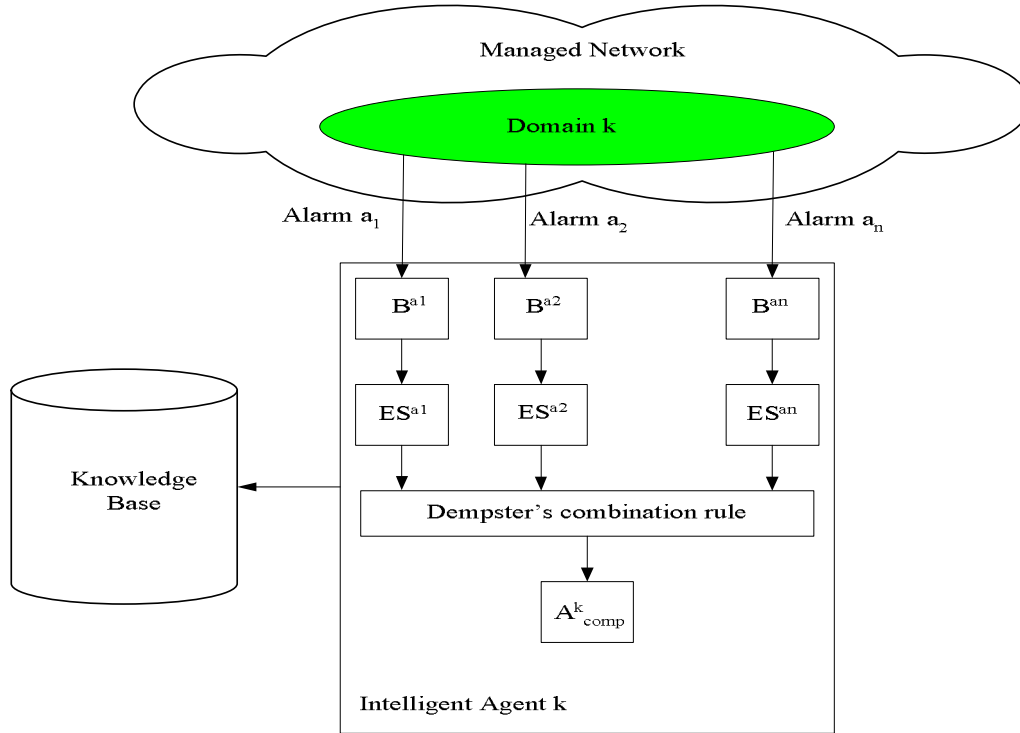 Managed Network
Domain k
Alarm a₁
Alarm a₂
Alarm aₙ
Bᵃ¹
Bᵃ²
Bᵃⁿ
ESᵃ¹
ESᵃ²
ESᵃⁿ
Knowledge
Base
Dempster's combination rule
Aᵏcomp
Intelligent Agent k